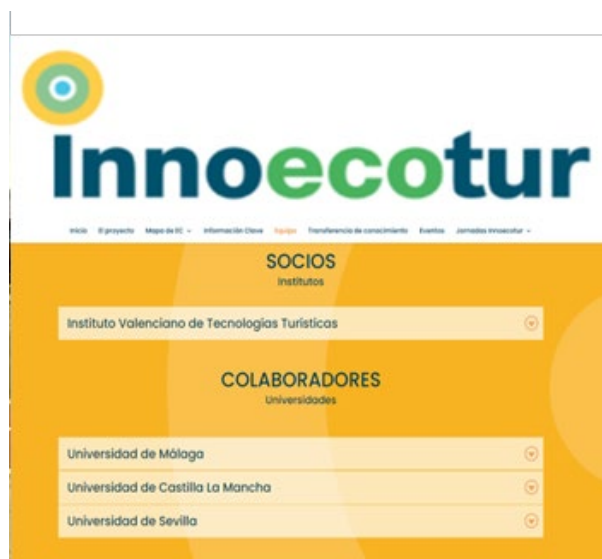 Innoecotur
Inicio El proyecto Mapa de EC Información Clave Equipo Transferencia de conocimiento Eventos Jornadas Innoecotur
SOCIOS
Institutos
Instituto Valenciano de Tecnologías Turísticas
COLABORADORES
Universidades
Universidad de Málaga
Universidad de Castilla La Mancha
Universidad de Sevilla